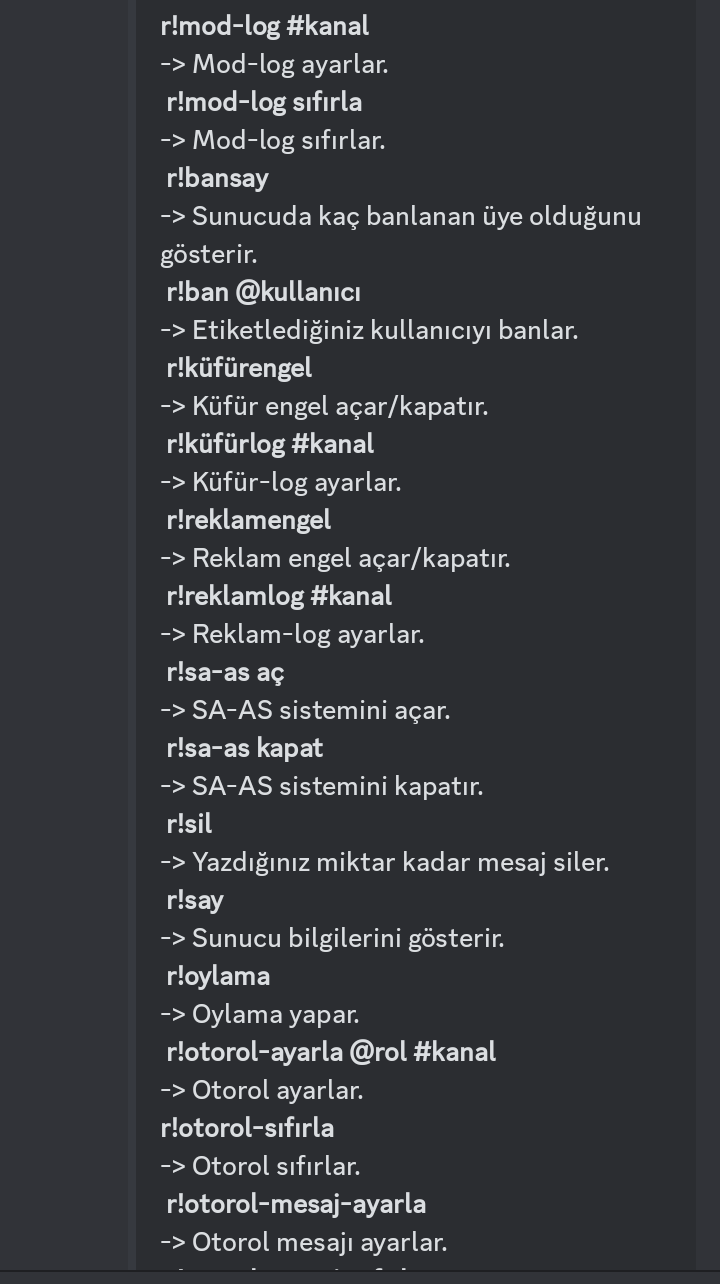 r!mod-log #kanal
-> Mod-log ayarlar.
r!mod-log sıfırla
-> Mod-log sıfırlar.
r!bansay
-> Sunucuda kaç banlanan üye olduğunu
gösterir.
r!ban @kullanıcı
-> Etiketlediğiniz kullanıcıyı banlar.
r!küfürengel
-> Küfür engel açar/kapatır.
r!küfürlog #kanal
-> Küfür-log ayarlar.
r!reklamengel
-> Reklam engel açar/kapatır.
r!reklamlog #kanal
-> Reklam-log ayarlar.
r!sa-as aç
-> SA-AS sistemini açar.
r!sa-as kapat
-> SA-AS sistemini kapatır.
r!sil
-> Yazdığınız miktar kadar mesaj siler.
r!say
-> Sunucu bilgilerini gösterir.
r!oylama
-> Oylama yapar.
r!otorol-ayarla @rol #kanal
-> Otorol ayarlar.
r!otorol-sıfırla
-> Otorol sıfırlar.
r!otorol-mesaj-ayarla
-> Otorol mesajı ayarlar.